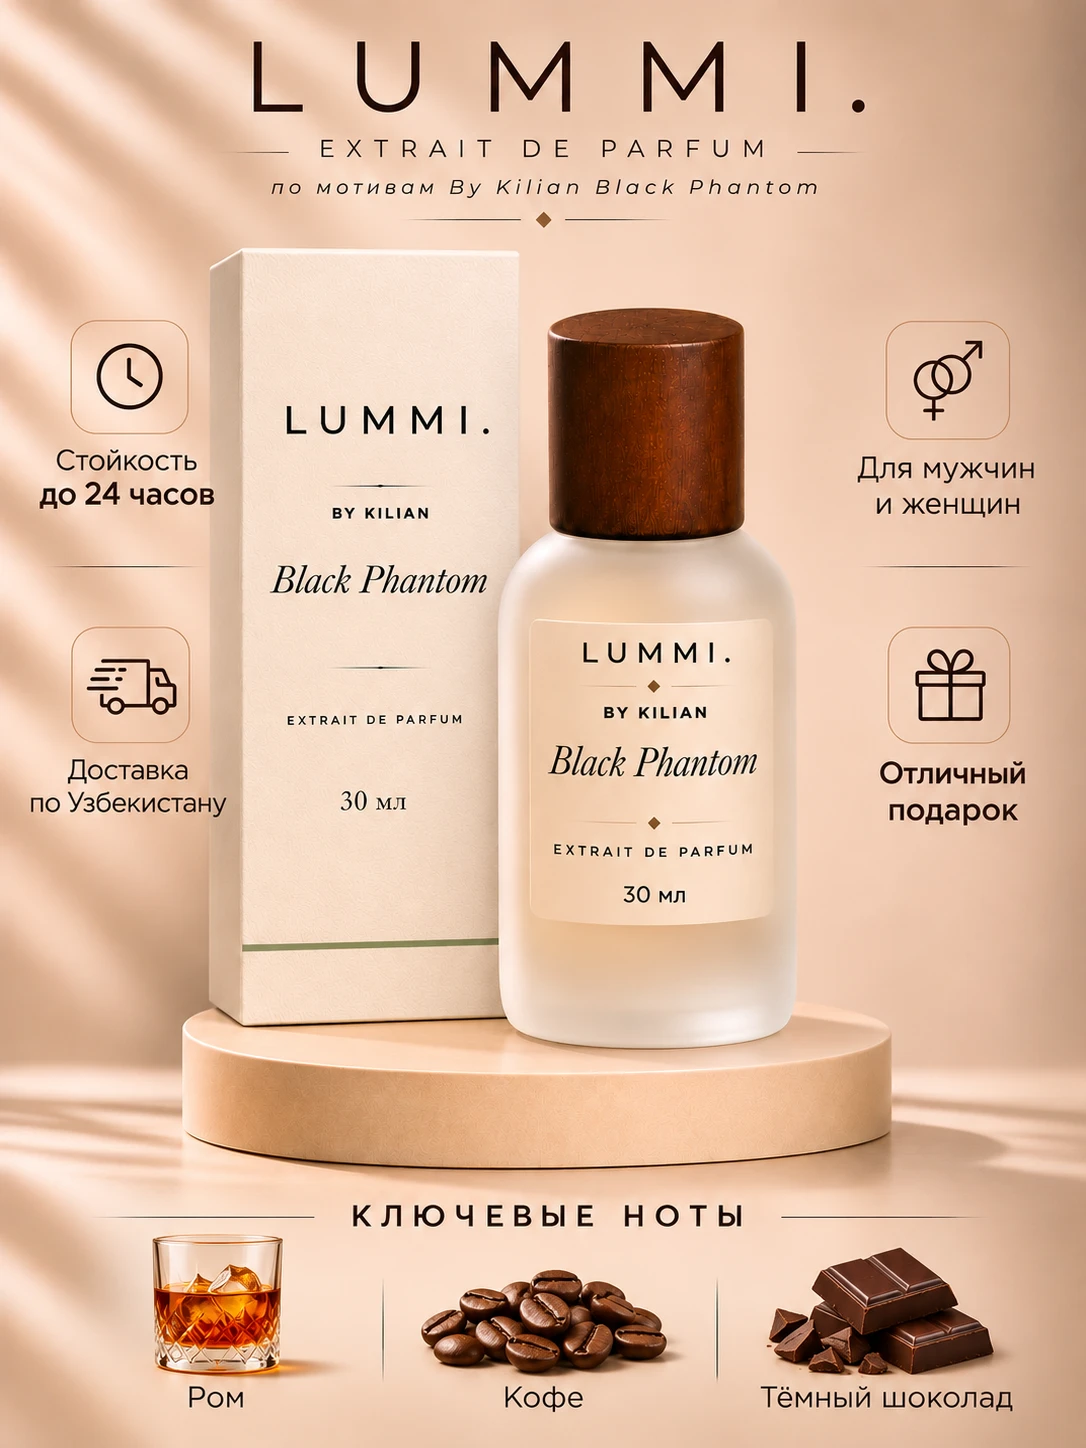 LUMMI.
EXTRAIT DE PARFUM
по мотивам By Kilian Black Phantom
Стойкость
до 24 часов
Доставка
по Узбекистану
LUMMI.
BY KILIAN
Black Phantom
EXTRAIT DE PARFUM
30 мл
LUMMI.
BY KILIAN
Black Phantom
EXTRAIT DE PARFUM
30 мл
Для мужчин
и женщин
Отличный
подарок
КЛЮЧЕВЫЕ НОТЫ
Ром
Кофе
Тёмный шоколад